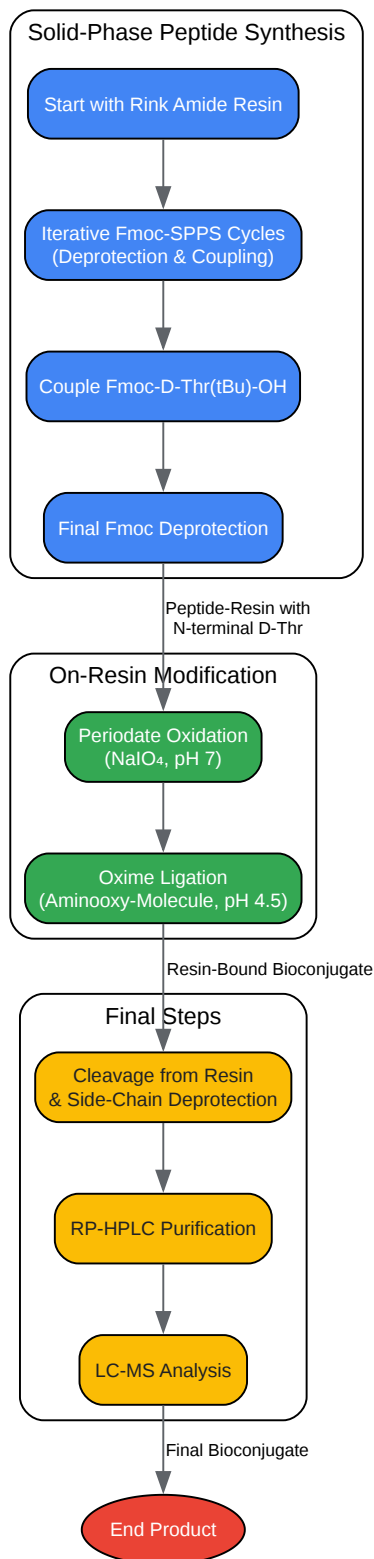 Solid-Phase Peptide Synthesis
Start with Rink Amide Resin
Iterative Fmoc-SPPS Cycles
(Deprotection & Coupling)
Couple Fmoc-D-Thr(tBu)-OH
Final Fmoc Deprotection
Peptide-Resin with
N-terminal D-Thr
On-Resin Modification
Periodate Oxidation
(NaIO₄, pH 7)
Oxime Ligation
(Aminooxy-Molecule, pH 4.5)
Resin-Bound Bioconjugate
Final Steps
Cleavage from Resin
& Side-Chain Deprotection
RP-HPLC Purification
LC-MS Analysis
Final Bioconjugate
End Product